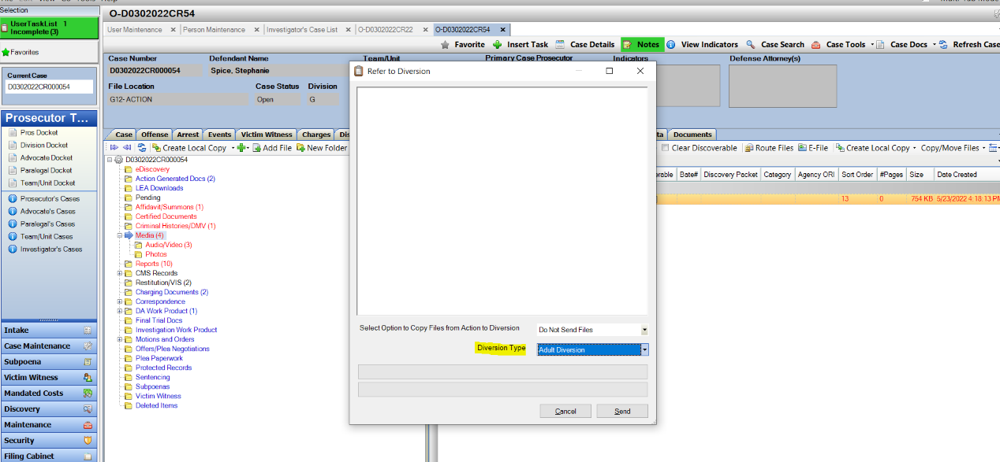 Selection
O-D0302022CR54
UserTaskList 1
Incomplete (3)
Favorites
Current Case
D0302022CR000054
Prosecutor T...
Pros Docket
Division Docket
Advocate Docket
Paralegal Docket
Team/Unit Docket
Prosecutor's Cases
Advocate's Cases
Paralegal's Cases
Team/Unit Cases
Investigator's Cases
Intake
Case Maintenance
Subpoena
Victim Witness
Mandated Costs
Discovery
Maintenance
Security
Filing Cabinet
User Maintenance Person Maintenance Investigator's Case List O-D0302022CR22 O-D0302022CR54
Favorite Insert Task Case Details Notes View Indicators Case Search Case Tools Case Docs Refresh Case
Case Number Defendant Name Team/Unit Primary Case Prosecutor Indicators Defense Attorney(s)
D0302022CR000054 Spice, Stephanie
File Location Case Status Division
G12- ACTION Open G
Case Offense Arrest Events Victim Witness Charges Dis
ta Documents
Create Local Copy Add File New Folder
Clear Discoverable Route Files E-File Create Local Copy Copy/Move Files
erable Bate# Discovery Packet Category Agency ORI Sort Order #Pages Size Date Created
13 0 754 KB 5/23/2022 4:18:13 PM
D0302022CR000054
eDiscovery
Action Generated Docs (2)
LEA Downloads
Pending
Affidavit/Summons (1)
Certified Documents
Criminal Histories/DMV (1)
Media (4)
Audio/Video (3)
Photos
Reports (10)
CMS Records
Restitution/VIS (2)
Charging Documents (2)
Correspondence
DA Work Product (1)
Final Trial Docs
Investigation Work Product
Motions and Orders
Offers/Plea Negotiations
Plea Paperwork
Protected Records
Sentencing
Subpoenas
Victim Witness
Deleted Items
Refer to Diversion
Select Option to Copy Files from Action to Diversion Do Not Send Files
Diversion Type Adult Diversion
Cancel Send